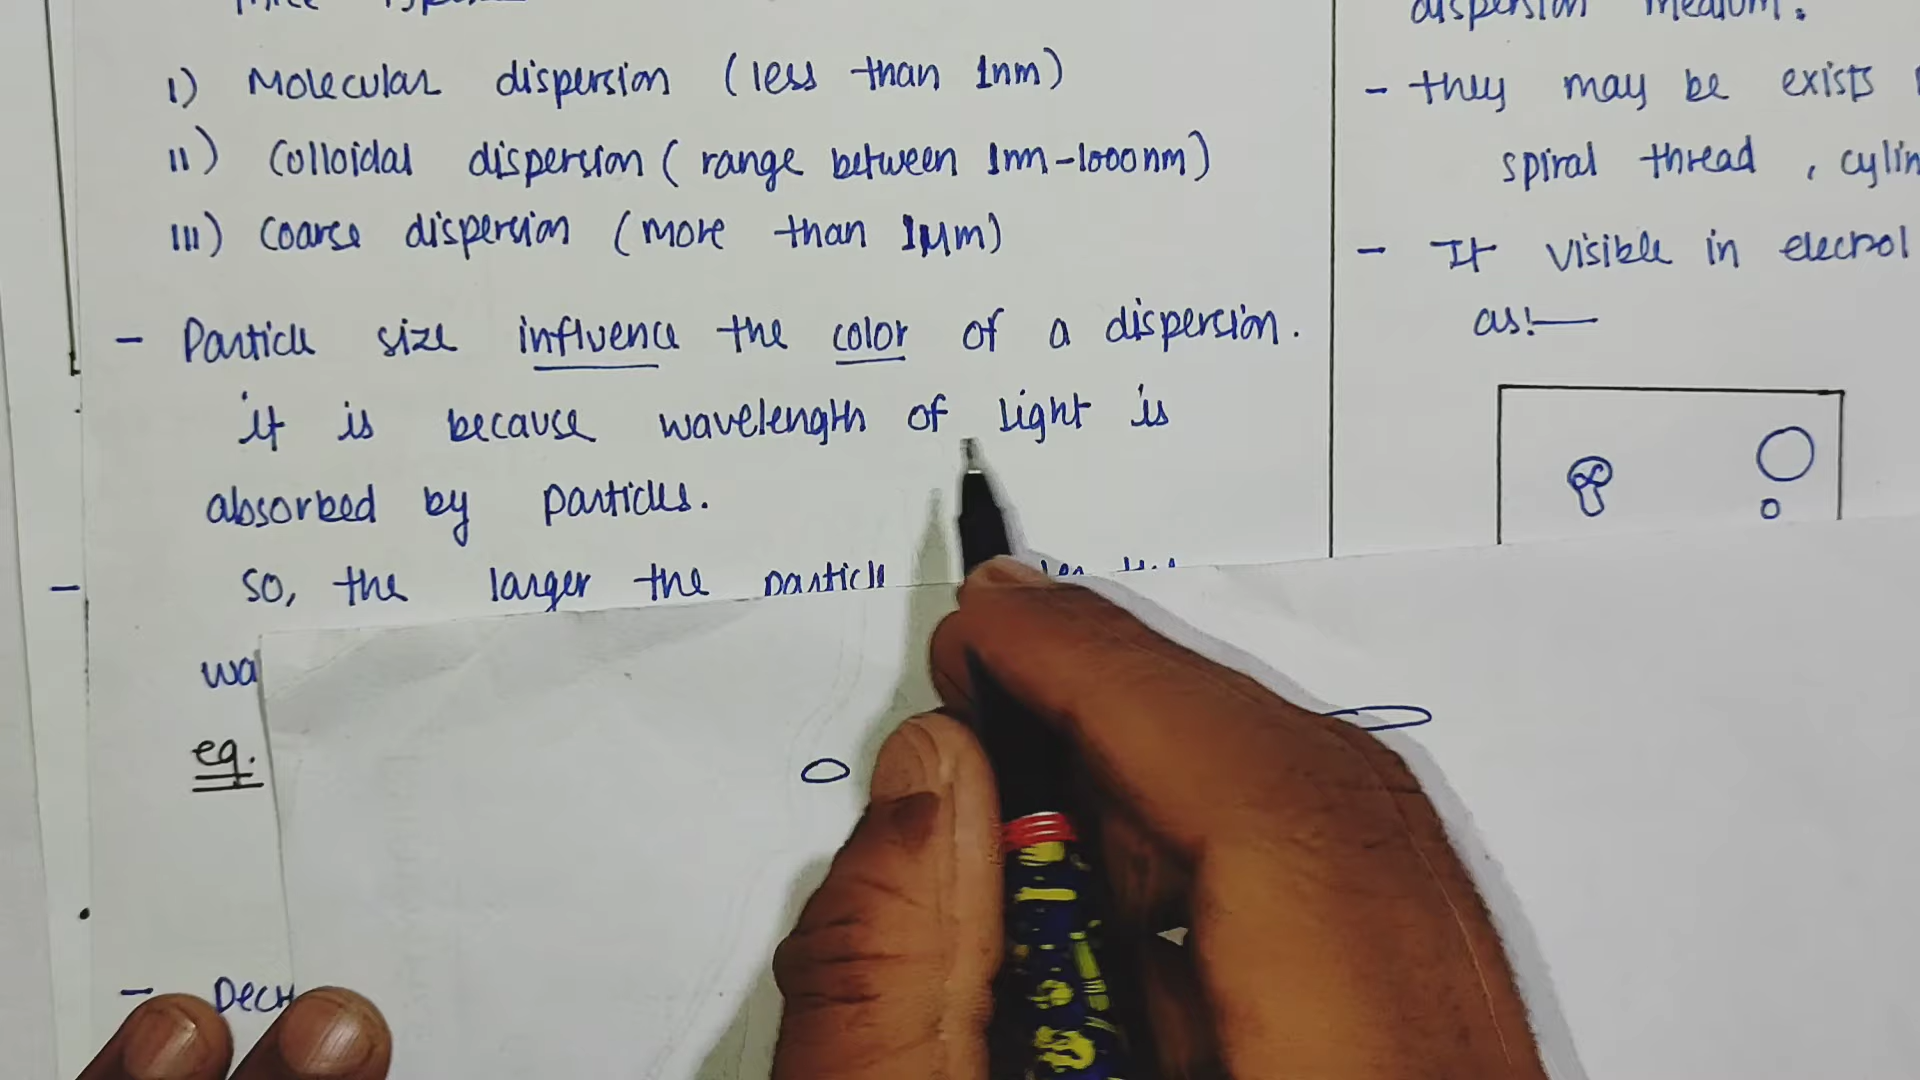 I) Molecular dispersion (less than 1nm)
II) Colloidal dispersion (range between 1nm-1000nm)
III) Coarse dispersion (more than 1μm)
- Particle size influence the color of a dispersion.
it is because wavelength of light is
absorbed by particles.
- So, the larger the particle
wa
eg.
- Decr
dispersion medium.
- they may be exists
spiral thread, cylin
- It visible in elecrol
as:—